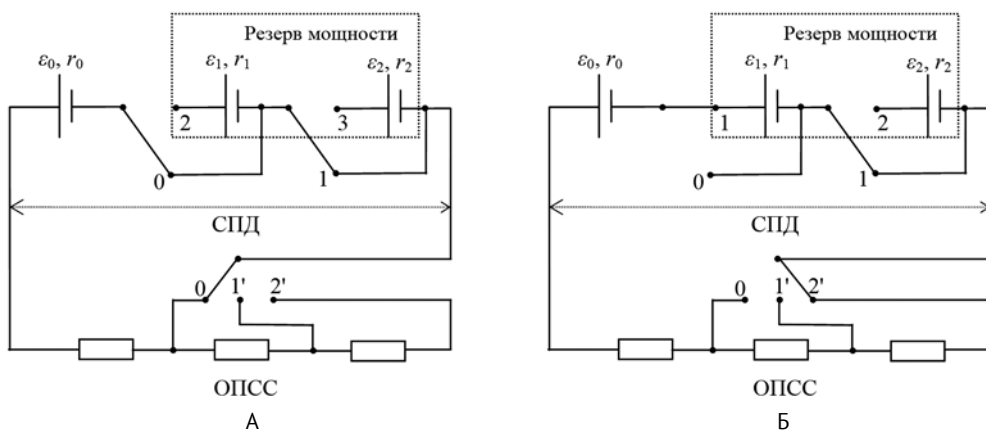 Резерв мощности
ε0, r0
ε1, r1
ε2, r2
2
3
0
1
СПД
0
1'
2'
ОПСС
А
Резерв мощности
ε0, r0
ε1, r1
ε2, r2
1
2
0
1
СПД
0
1'
2'
ОПСС
Б